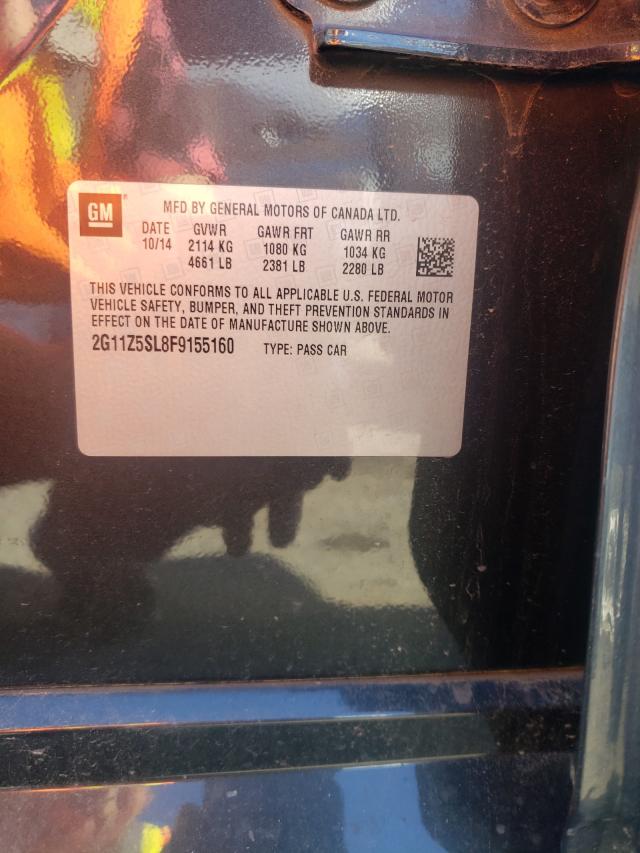 GM
MFD BY GENERAL MOTORS OF CANADA LTD.
DATE GVWR GAWR FRT GAWR RR
10/14 2114 KG 1080 KG 1034 KG
4661 LB 2381 LB 2280 LB
THIS VEHICLE CONFORMS TO ALL APPLICABLE U.S. FEDERAL MOTOR
VEHICLE SAFETY, BUMPER, AND THEFT PREVENTION STANDARDS IN
EFFECT ON THE DATE OF MANUFACTURE SHOWN ABOVE.
2G11Z5SL8F9155160 TYPE: PASS CAR